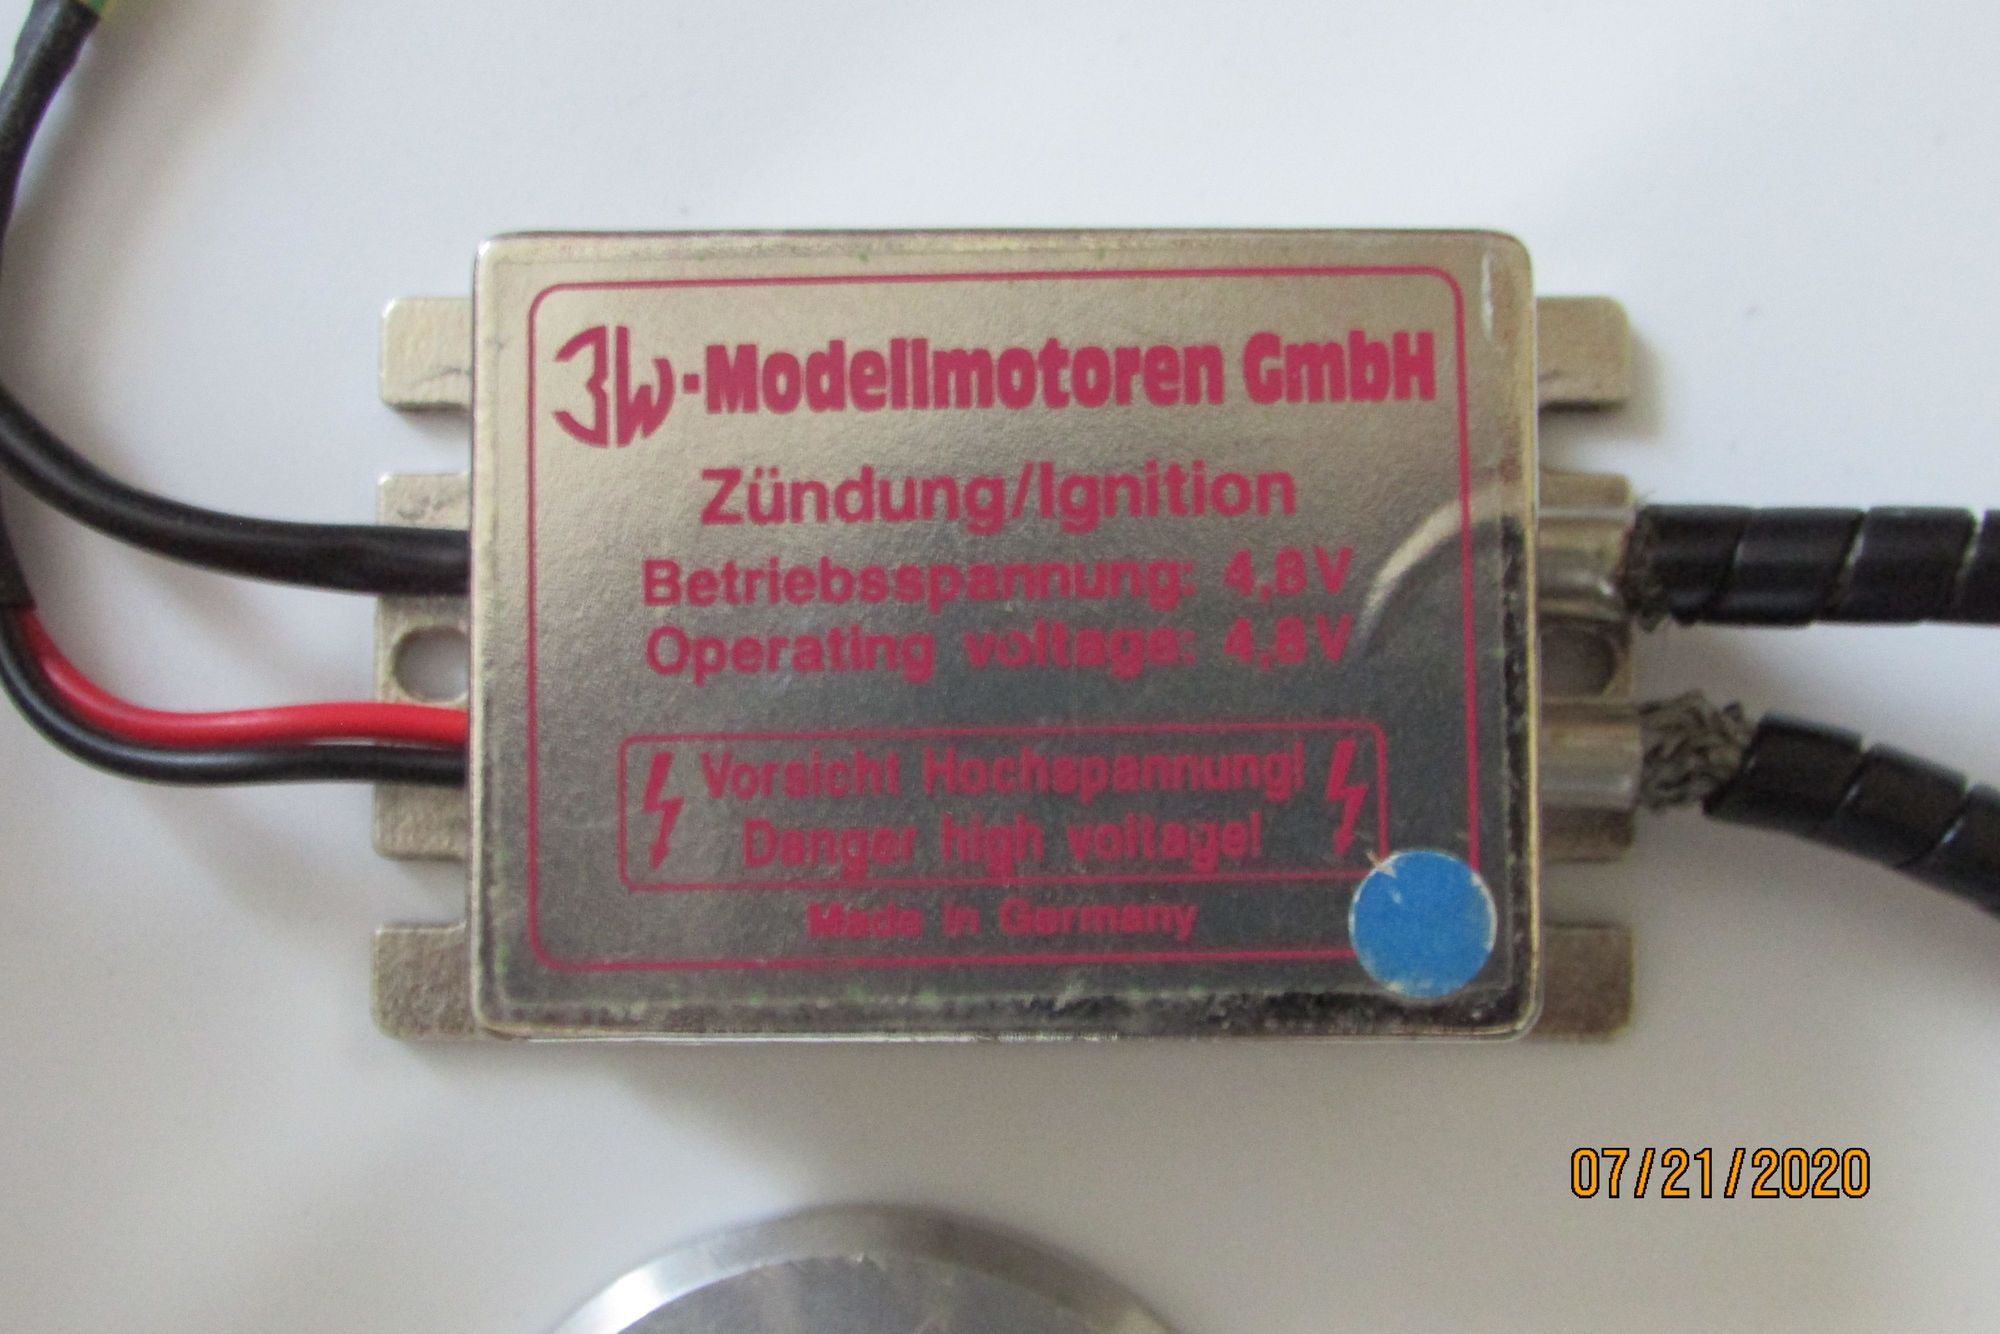 3W-Modellmotoren GmbH
Zündung/Ignition
Betriebsspannung: 4,8V
Operating voltage: 4,8V
Vorsicht Hochspannung!
Danger high voltage!
Made in Germany
07/21/2020